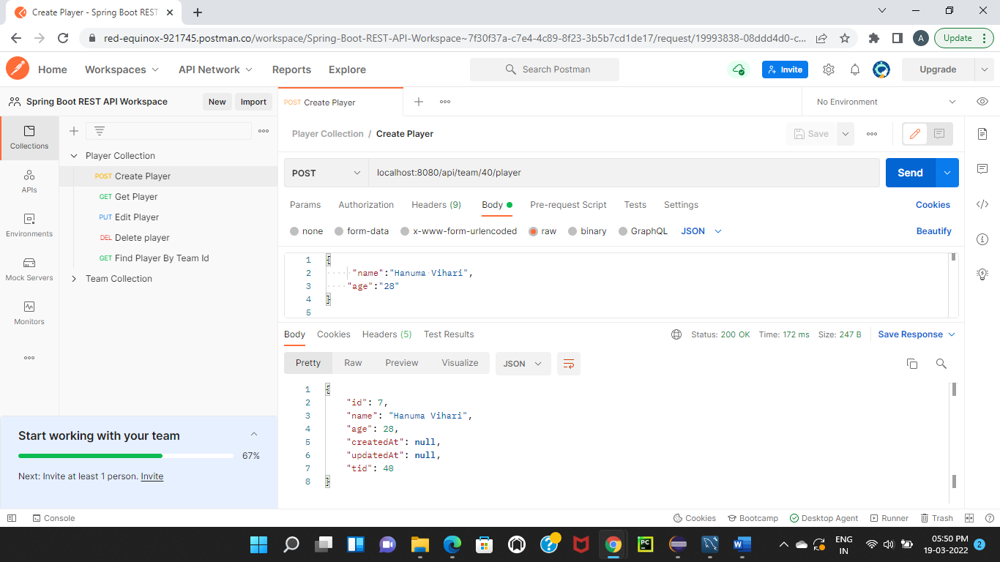 Create Player - Spring Boot REST
red-equinox-921745.postman.co/workspace/Spring-Boot-REST-API-Workspace~7f30f37a-c7e4-4c89-8f23-3b5b7cd1de17/request/19993838-08ddd4d0-c...
A
Update
Home Workspaces API Network Reports Explore
Search Postman
Invite
Upgrade
Spring Boot REST API Workspace
New Import
POST Create Player
No Environment
Collections
APIs
Environments
Mock Servers
Monitors
Player Collection
POST Create Player
GET Get Player
PUT Edit Player
DEL Delete player
GET Find Player By Team Id
Team Collection
Player Collection / Create Player
Save
POST localhost:8080/api/team/40/player
Send
Params Authorization Headers (9) Body Pre-request Script Tests Settings Cookies
none form-data x-www-form-urlencoded raw binary GraphQL JSON Beautify
1 {
2 "name":"Hanuma Vihari",
3 "age":"28"
4 }
5
Body Cookies Headers (5) Test Results Status: 200 OK Time: 172 ms Size: 247 B Save Response
Pretty Raw Preview Visualize JSON
1 {
2 "id": 7,
3 "name": "Hanuma Vihari",
4 "age": 28,
5 "createdAt": null,
6 "updatedAt": null,
7 "tid": 40
8 }
Start working with your team
67%
Next: Invite at least 1 person. Invite
Console
Cookies Bootcamp Desktop Agent Runner Trash
PC
W
ENG
IN
05:50 PM
19-03-2022
2